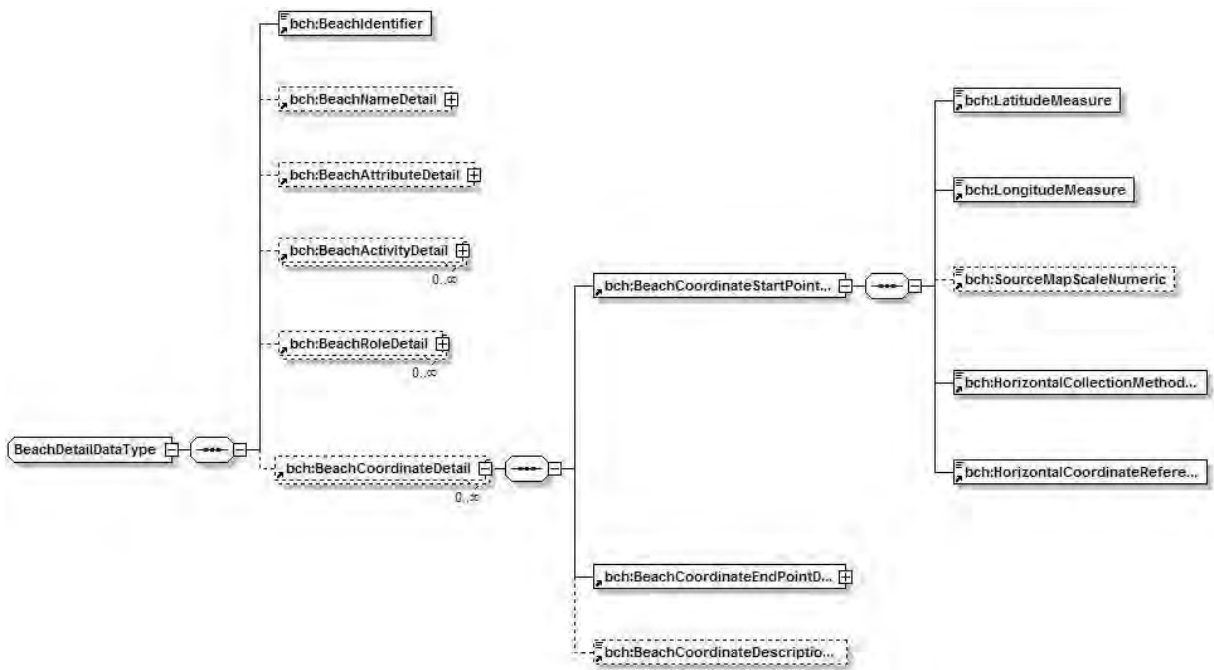 bch:BeachIdentifier
bch:BeachNameDetail
bch:BeachAttributeDetail
bch:BeachActivityDetail
0..∞
bch:BeachRoleDetail
0..∞
BeachDetailDataType
bch:BeachCoordinateDetail
0..∞
bch:BeachCoordinateStartPoint...
bch:BeachCoordinateEndPointD...
bch:BeachCoordinateDescriptio...
bch:LatitudeMeasure
bch:LongitudeMeasure
bch:SourceMapScaleNumeric
bch:HorizontalCollectionMethod...
bch:HorizontalCoordinateRefere...